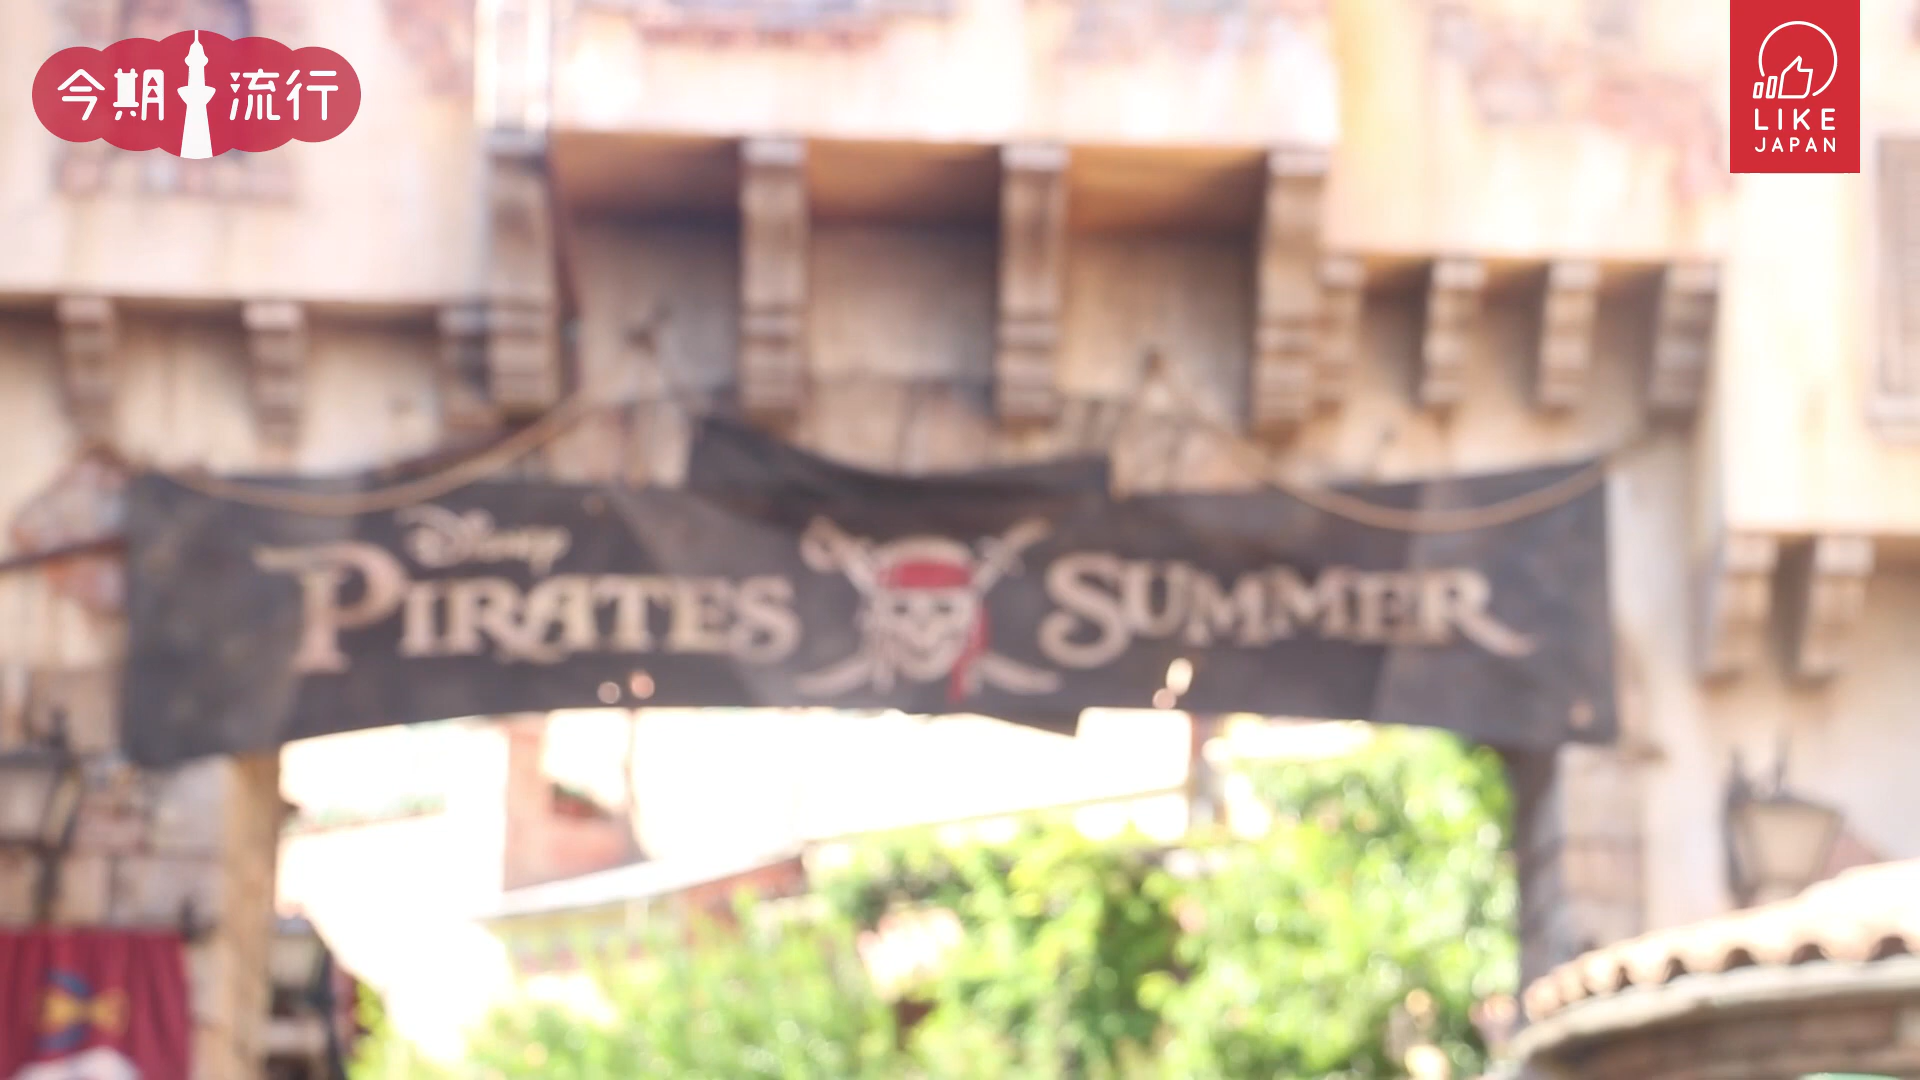 今期流行
LIKE
JAPAN
Disney
PIRATES SUMMER